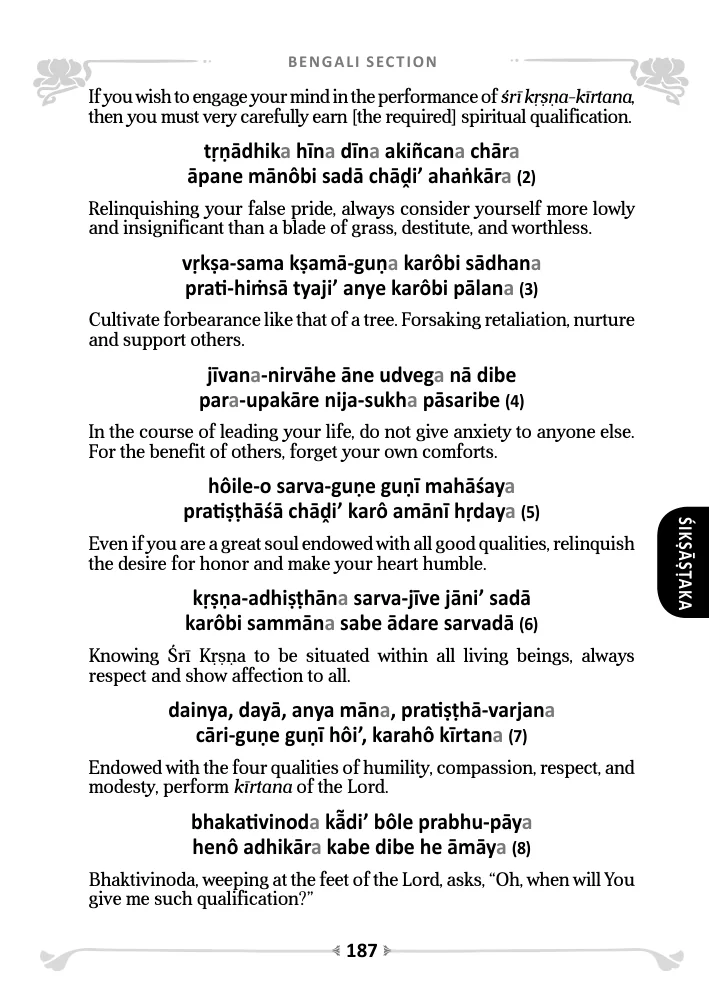 BENGALI SECTION
If you wish to engage your mind in the performance of śrī kṛṣṇa-kīrtana,
then you must very carefully earn [the required] spiritual qualification.
tṛṇādhika hīna dīna akiñcana chāra
āpane mānôbi sadā chāḍ̣i’ ahaṅkāra (2)
Relinquishing your false pride, always consider yourself more lowly
and insignificant than a blade of grass, destitute, and worthless.
vṛkṣa-sama kṣamā-guṇa karôbi sādhana
prati-hiṁsā tyaji’ anye karôbi pālana (3)
Cultivate forbearance like that of a tree. Forsaking retaliation, nurture
and support others.
jīvana-nirvāhe āne udvega nā dibe
para-upakāre nija-sukha pāsaribe (4)
In the course of leading your life, do not give anxiety to anyone else.
For the benefit of others, forget your own comforts.
hôile-o sarva-guṇe guṇī mahāśaya
pratiṣṭhāśā chāḍ̣i’ karô amānī hṛdaya (5)
Even if you are a great soul endowed with all good qualities, relinquish
the desire for honor and make your heart humble.
kṛṣṇa-adhiṣṭhāna sarva-jīve jāni’ sadā
karôbi sammāna sabe ādare sarvadā (6)
Knowing Śrī Kṛṣṇa to be situated within all living beings, always
respect and show affection to all.
dainya, dayā, anya māna, pratiṣṭhā-varjana
cāri-guṇe guṇī hôi’, karahô kīrtana (7)
Endowed with the four qualities of humility, compassion, respect, and
modesty, perform kīrtana of the Lord.
bhakativinoda kā̃di’ bôle prabhu-pāya
henô adhikāra kabe dibe he āmāya (8)
Bhaktivinoda, weeping at the feet of the Lord, asks, “Oh, when will You
give me such qualification?”
ŚIKṢĀṢṬAKA
187